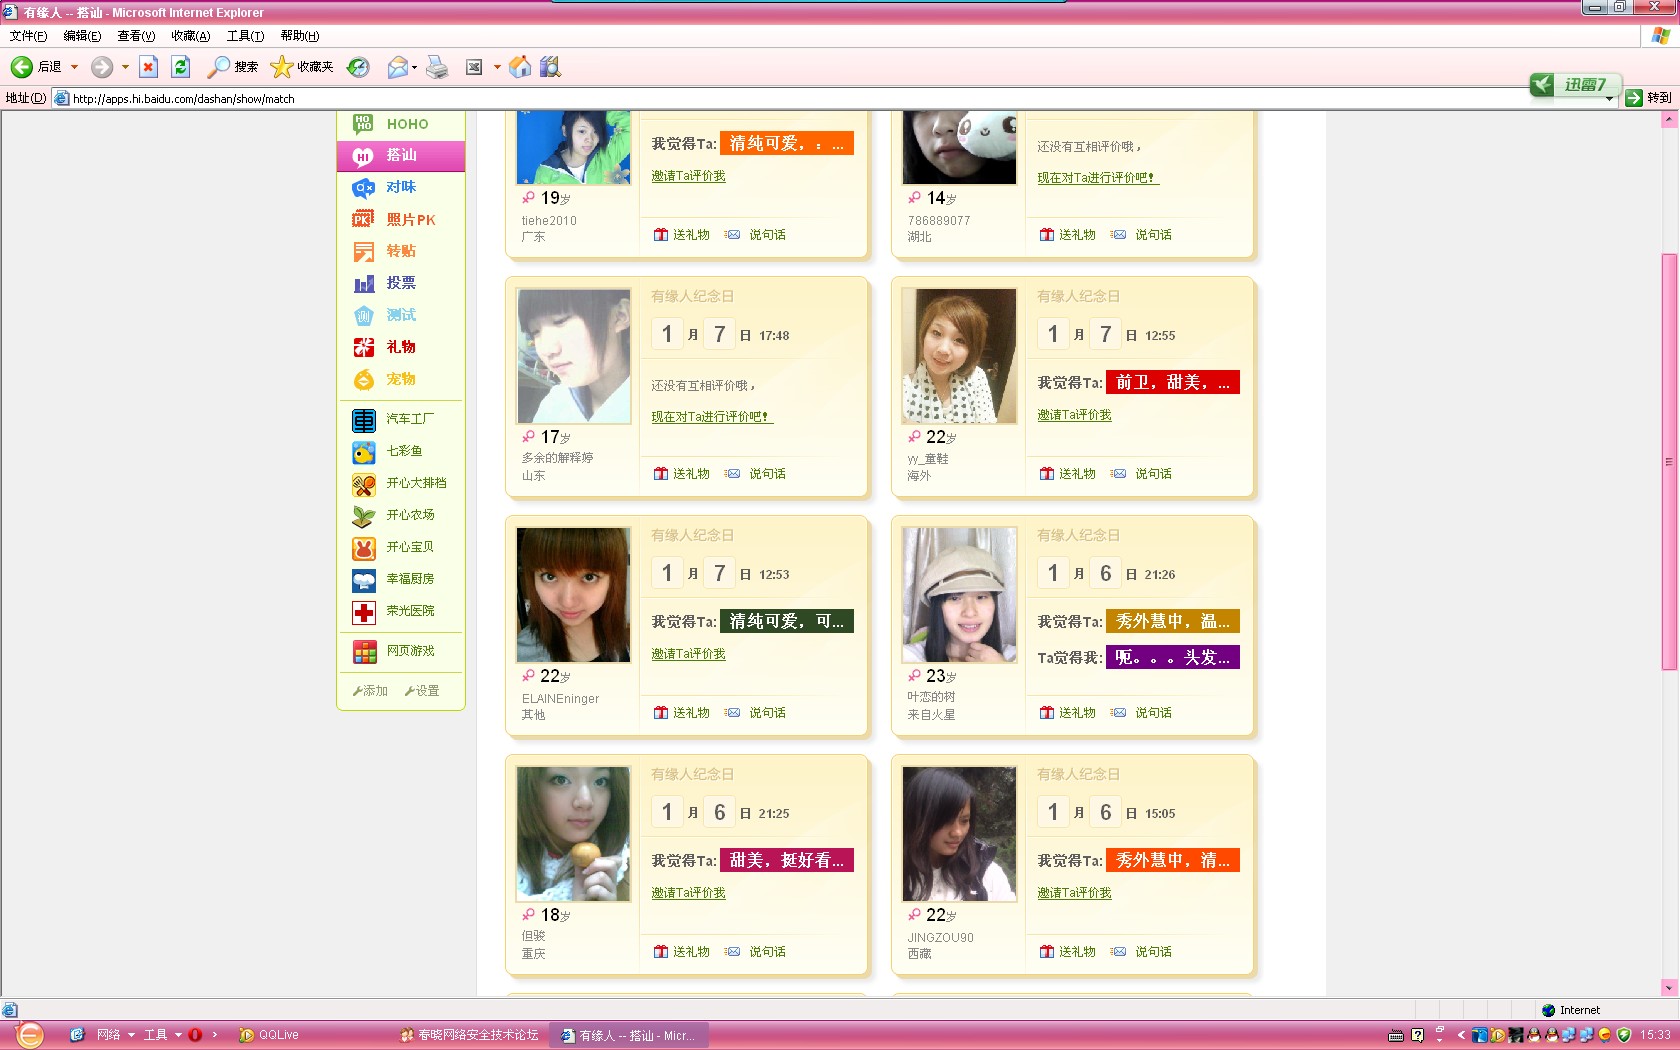 有缘人 -- 搭讪 - Microsoft Internet Explorer
文件(F) 编辑(E) 查看(V) 收藏(A) 工具(T) 帮助(H)
后退 搜索 收藏夹
迅雷7
地址(D) http://apps.hi.baidu.com/dashan/show/match 转到
HOHO
搭讪
对味
照片PK
转贴
投票
测试
礼物
宠物
汽车工厂
七彩鱼
开心大排档
开心农场
开心宝贝
幸福厨房
荣光医院
网页游戏
添加 设置
我觉得Ta: 清纯可爱，：...
邀请Ta评价我
19岁
tiehe2010
广东
送礼物 说句话
还没有互相评价哦，
现在对Ta进行评价吧！
14岁
786889077
湖北
送礼物 说句话
有缘人纪念日
1 月 7 日 17:48
还没有互相评价哦，
现在对Ta进行评价吧！
17岁
多余的解释婷
山东
送礼物 说句话
有缘人纪念日
1 月 7 日 12:55
我觉得Ta: 前卫，甜美，...
邀请Ta评价我
22岁
yy_童鞋
海外
送礼物 说句话
有缘人纪念日
1 月 7 日 12:53
我觉得Ta: 清纯可爱，可...
邀请Ta评价我
22岁
ELAINEninger
其他
送礼物 说句话
有缘人纪念日
1 月 6 日 21:26
我觉得Ta: 秀外慧中，温...
Ta觉得我: 呃。。。头发...
23岁
叶恋的树
来自火星
送礼物 说句话
有缘人纪念日
1 月 6 日 21:25
我觉得Ta: 甜美，挺好看...
邀请Ta评价我
18岁
但骏
重庆
送礼物 说句话
有缘人纪念日
1 月 6 日 15:05
我觉得Ta: 秀外慧中，清...
邀请Ta评价我
22岁
JINGZOU90
西藏
送礼物 说句话
Internet
网络 工具 QQLive 春晓网络安全技术论坛 有缘人 -- 搭讪 - Micr... 15:33